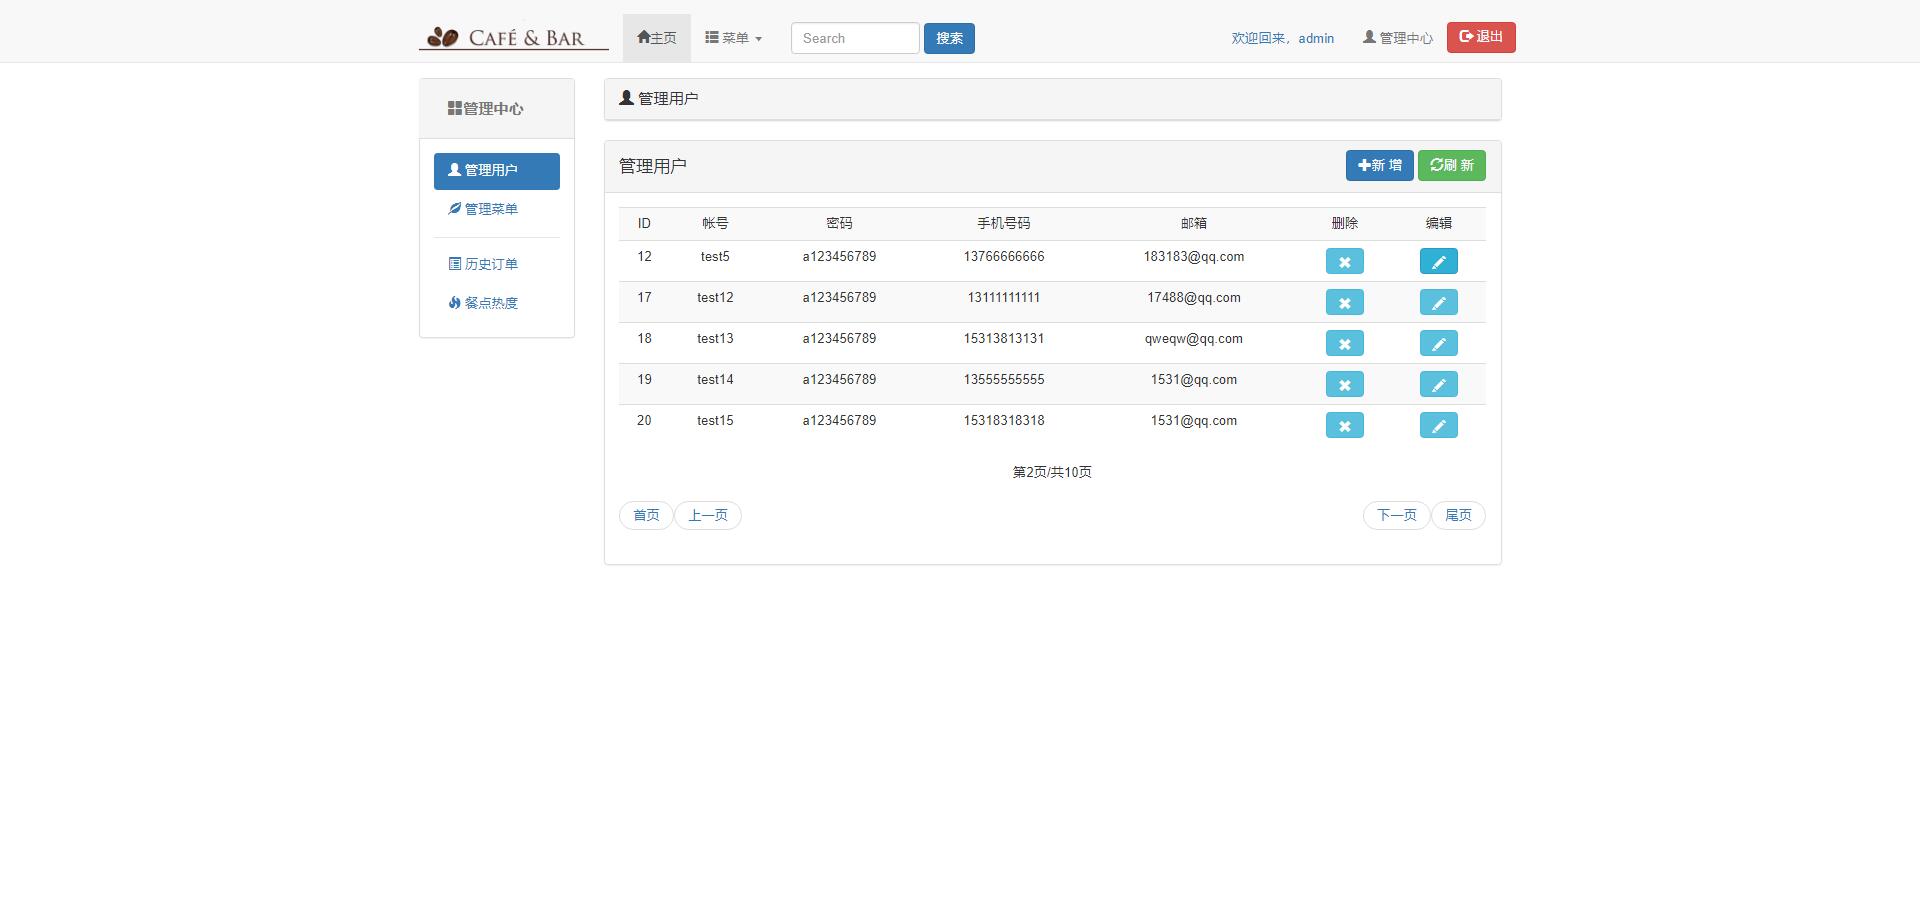 CAFÉ & BAR 主页 菜单 Search 搜索 欢迎回来，admin 管理中心 退出
管理中心
管理用户
管理菜单
历史订单
餐点热度
管理用户
管理用户 新 增 刷 新
ID 帐号 密码 手机号码 邮箱 删除 编辑
12 test5 a123456789 13766666666 183183@qq.com
17 test12 a123456789 13111111111 17488@qq.com
18 test13 a123456789 15313813131 qweqw@qq.com
19 test14 a123456789 13555555555 1531@qq.com
20 test15 a123456789 15318318318 1531@qq.com
第2页/共10页
首页 上一页 下一页 尾页